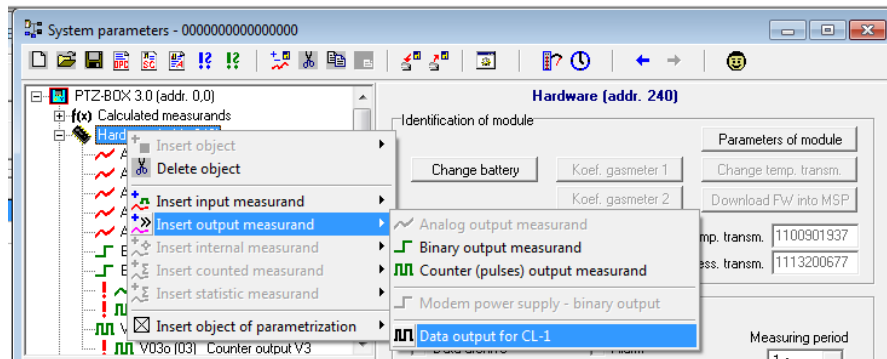 System parameters - 0000000000000000
PTZ-BOX 3.0 (addr. 0,0)
f(x) Calculated measurands
Hardware (addr. 240)
Identification of module
Parameters of module
Change battery
Koef. gasmeter 1
Change temp. transm.
Koef. gasmeter 2
Download FW into MSP
mp. transm. 1100901937
ess. transm. 1113200677
Measuring period
Hard
Insert object
Delete object
Insert input measurand
Insert output measurand
Insert internal measurand
Insert counted measurand
Insert statistic measurand
Insert object of parametrization
Analog output measurand
Binary output measurand
Counter (pulses) output measurand
Modem power supply - binary output
Data output for CL-1
V03o (03) Counter output V3